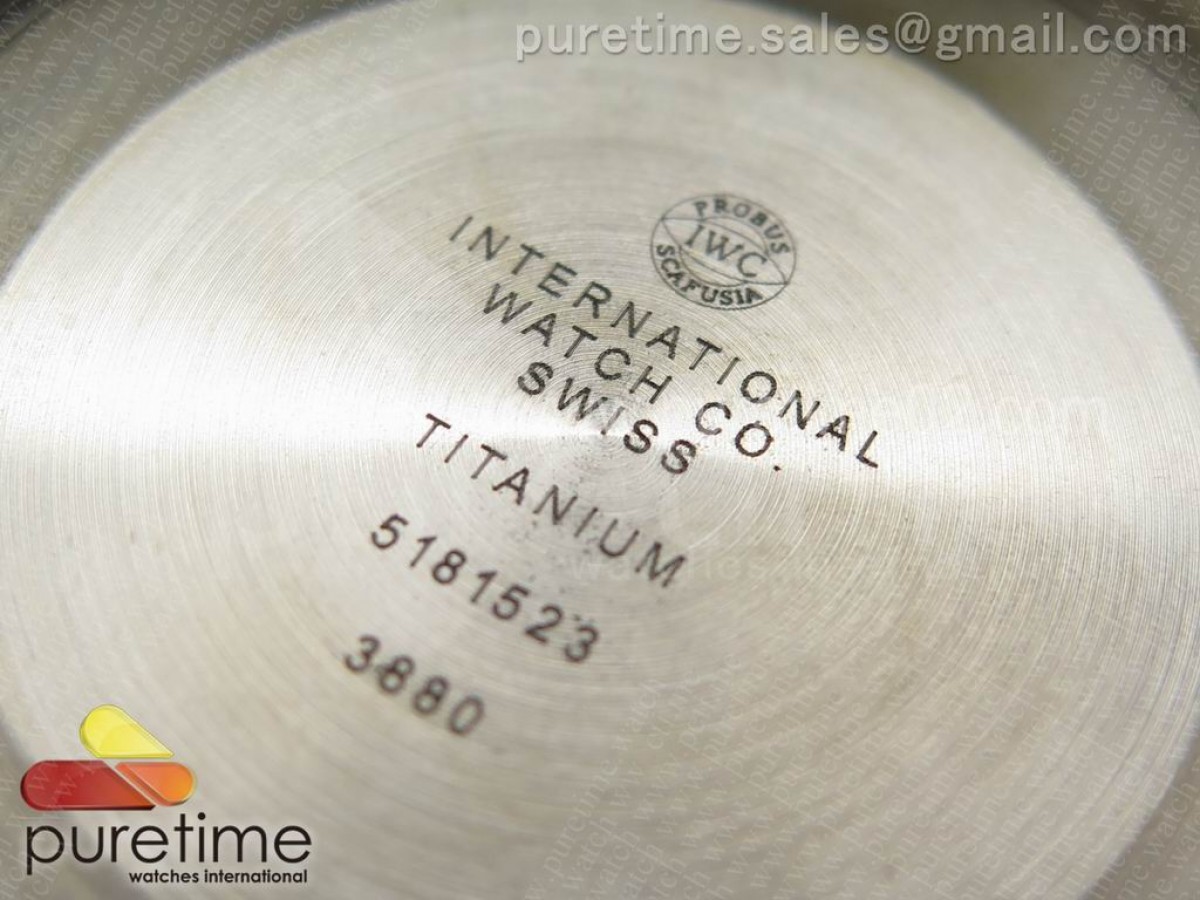 puretime.sales@gmail.com
PROBUS
IWC
SCAFUSIA
INTERNATIONAL
WATCH CO.
SWISS
TITANIUM
5181523
3880
puretime
watches international